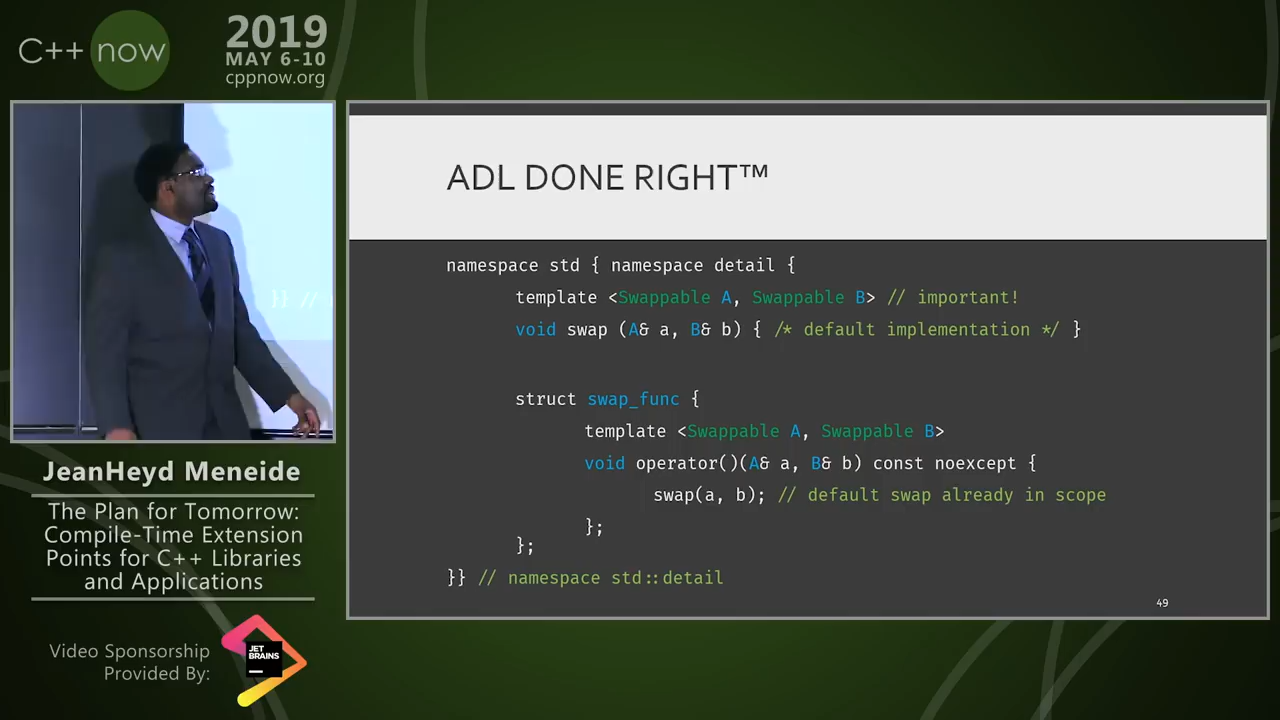 C++ now
2019
MAY 6-10
cppnow.org
ADL DONE RIGHT™
namespace std { namespace detail {
template <Swappable A, Swappable B> // important!
void swap (A& a, B& b) { /* default implementation */ }
struct swap_func {
template <Swappable A, Swappable B>
void operator()(A& a, B& b) const noexcept {
swap(a, b); // default swap already in scope
};
};
}} // namespace std::detail
49
JeanHeyd Meneide
The Plan for Tomorrow:
Compile-Time Extension
Points for C++ Libraries
and Applications
Video Sponsorship
Provided By:
JET
BRAINS